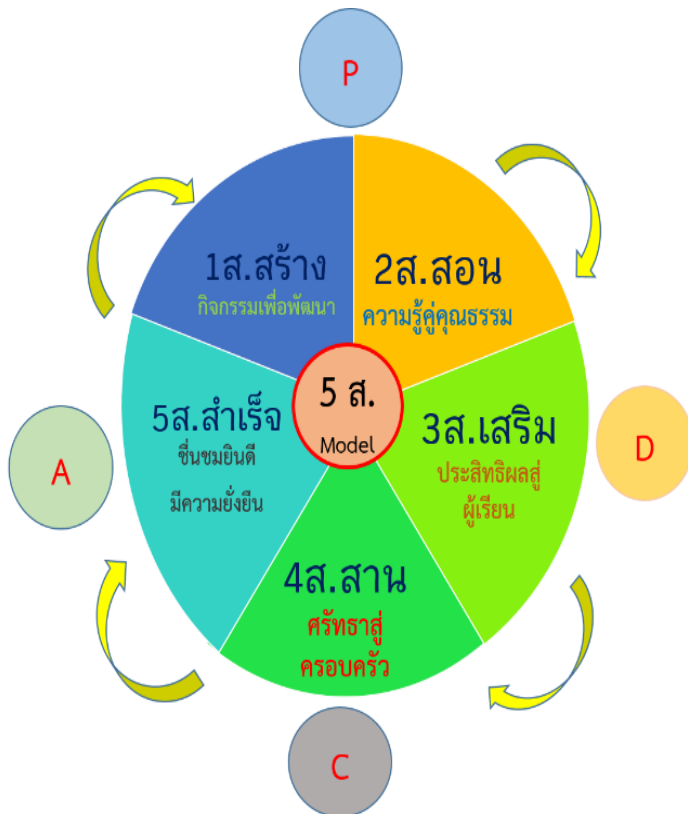 P
1ส.สร้าง
กิจกรรมเพื่อพัฒนา
2ส.สอน
ความรู้คู่คุณธรรม
5 ส.
Model
3ส.เสริม
ประสิทธิผลสู่
ผู้เรียน
D
4ส.สาน
ศรัทธาสู่
ครอบครัว
C
5ส.สำเร็จ
ชื่นชมยินดี
มีความยั่งยืน
A